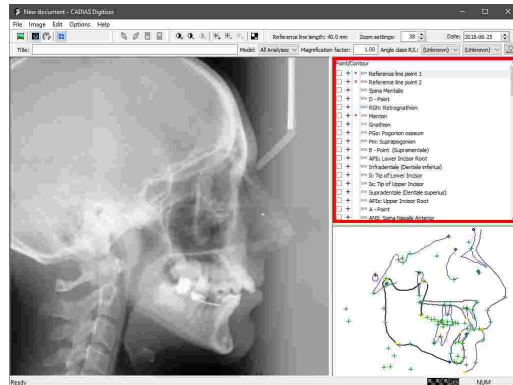 New document - CADIAS Digitizer
File Image Edit Options Help
Reference line length: 40.0 mm Zoom settings: 38 Date: 2018-06-25
Title: Model: All Analyses Magnification factor: 1.00 Angle class R/L: (Unknown) (Unknown)
Point/Contour
Reference line point 1
Reference line point 2
Spina Mentalis
D - Point
RGN: Retrognathion
Menton
Gnathion
PGo: Pogonion osseum
Pm: Suprapogonion
B - Point (Supramentale)
APIi: Lower Incisor Root
Infradentale (Dentale inferius)
Ii: Tip of Lower Incisor
Is: Tip of Upper Incisor
Supradentale (Dentale superius)
APIs: Upper Incisor Root
A - Point
ANS: Spina Nasalis Anterior
Ready
NUM